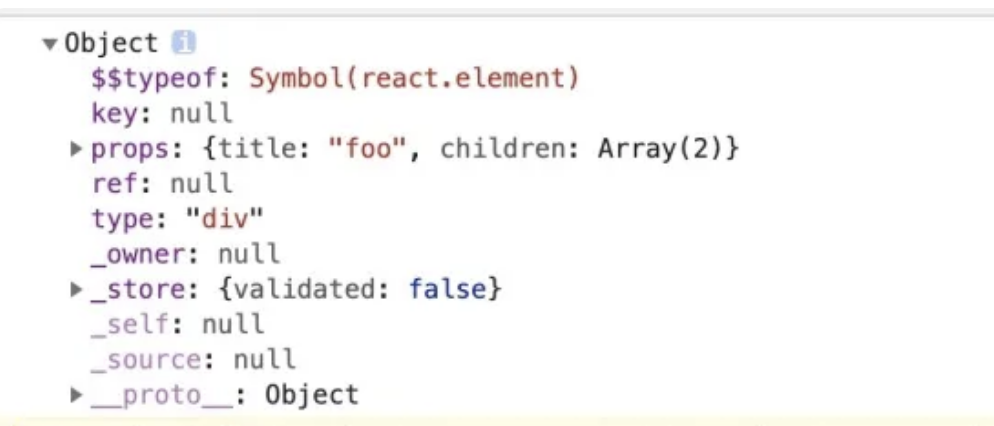 ▼Object i
$$typeof: Symbol(react.element)
key: null
▶props: {title: "foo", children: Array(2)}
ref: null
type: "div"
_owner: null
▶_store: {validated: false}
_self: null
_source: null
▶__proto__: Object